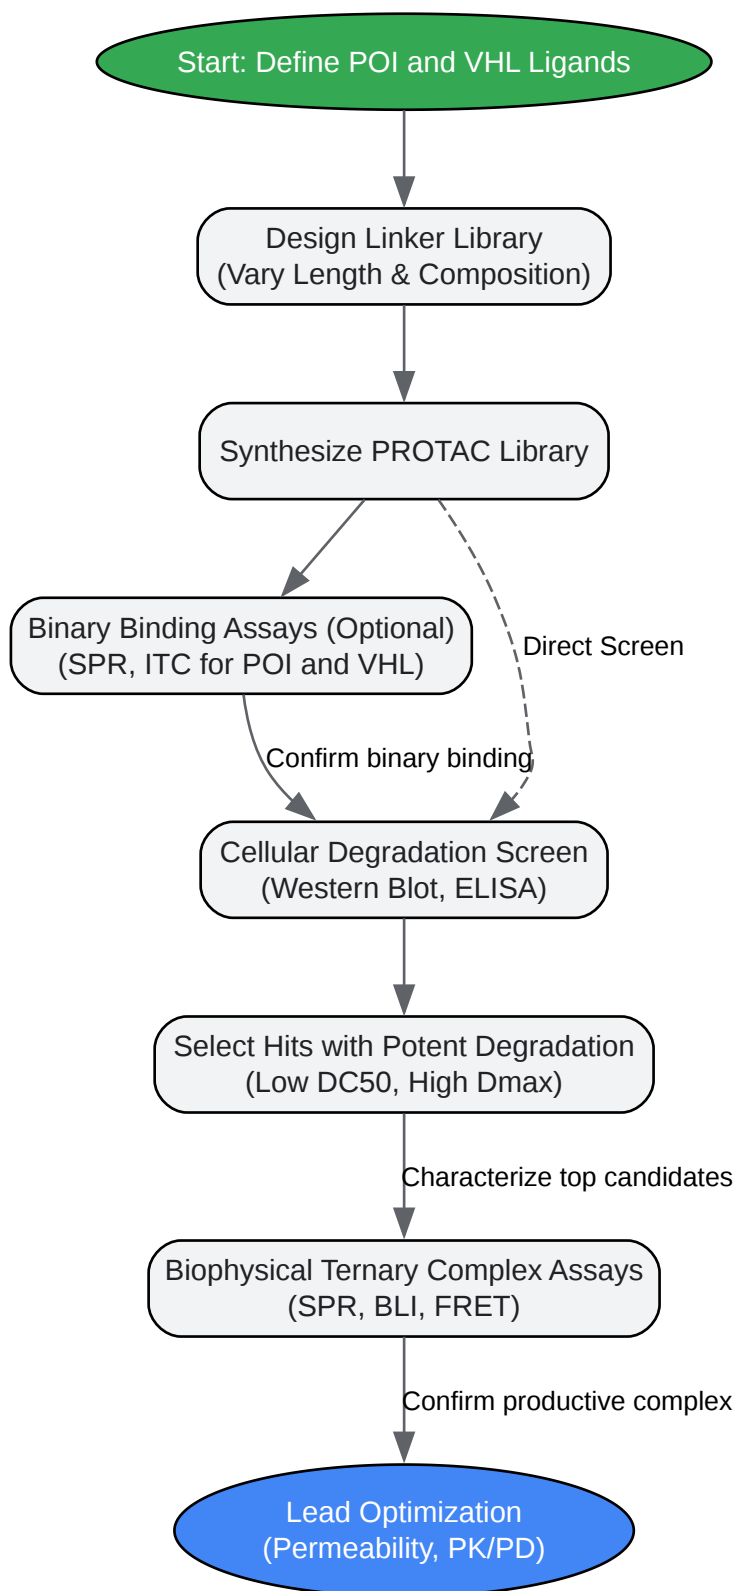 Start: Define POI and VHL Ligands
Design Linker Library
(Vary Length & Composition)
Synthesize PROTAC Library
Binary Binding Assays (Optional)
(SPR, ITC for POI and VHL)
Direct Screen
Confirm binary binding
Cellular Degradation Screen
(Western Blot, ELISA)
Select Hits with Potent Degradation
(Low DC50, High Dmax)
Characterize top candidates
Biophysical Ternary Complex Assays
(SPR, BLI, FRET)
Confirm productive complex
Lead Optimization
(Permeability, PK/PD)